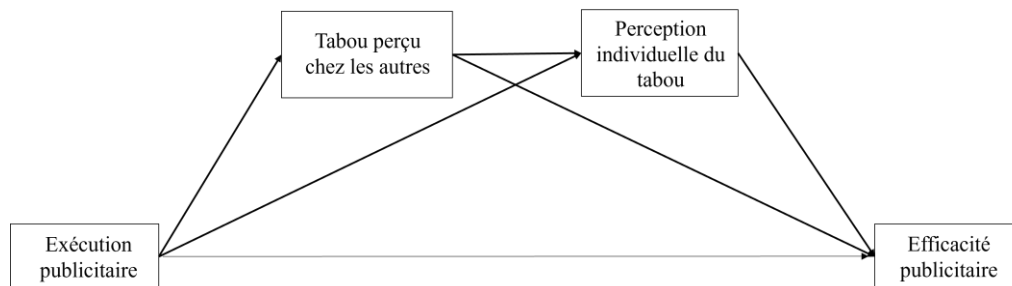 Tabou perçu
chez les autres
Perception
individuelle du
tabou
Exécution
publicitaire
Efficacité
publicitaire